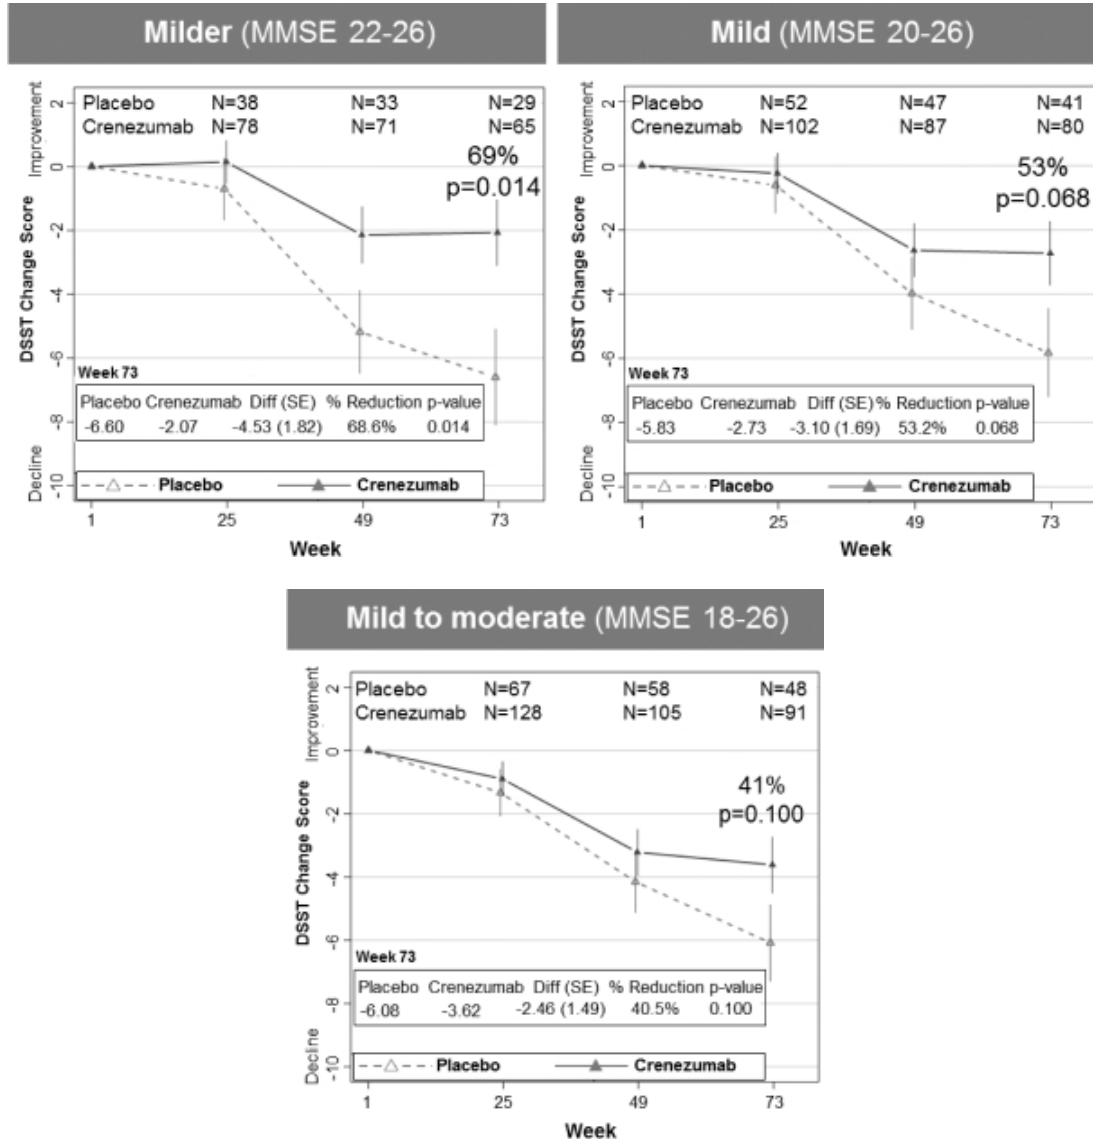 Milder (MMSE 22-26)
Improvement
DSST Change Score
Decline
2
0
-2
-4
-6
-8
-10
Placebo N=38 N=33 N=29
Crenezumab N=78 N=71 N=65
69%
p=0.014
Week 73
Placebo Crenezumab Diff (SE) % Reduction p-value
-6.60 -2.07 -4.53 (1.82) 68.6% 0.014
Placebo Crenezumab
1 25 49 73
Week
Mild (MMSE 20-26)
Improvement
DSST Change Score
Decline
2
0
-2
-4
-6
-8
-10
Placebo N=52 N=47 N=41
Crenezumab N=102 N=87 N=80
53%
p=0.068
Week 73
Placebo Crenezumab Diff (SE) % Reduction p-value
-5.83 -2.73 -3.10 (1.69) 53.2% 0.068
Placebo Crenezumab
1 25 49 73
Week
Mild to moderate (MMSE 18-26)
Improvement
DSST Change Score
Decline
2
0
-2
-4
-6
-8
-10
Placebo N=67 N=58 N=48
Crenezumab N=128 N=105 N=91
41%
p=0.100
Week 73
Placebo Crenezumab Diff (SE) % Reduction p-value
-6.08 -3.62 -2.46 (1.49) 40.5% 0.100
Placebo Crenezumab
1 25 49 73
Week